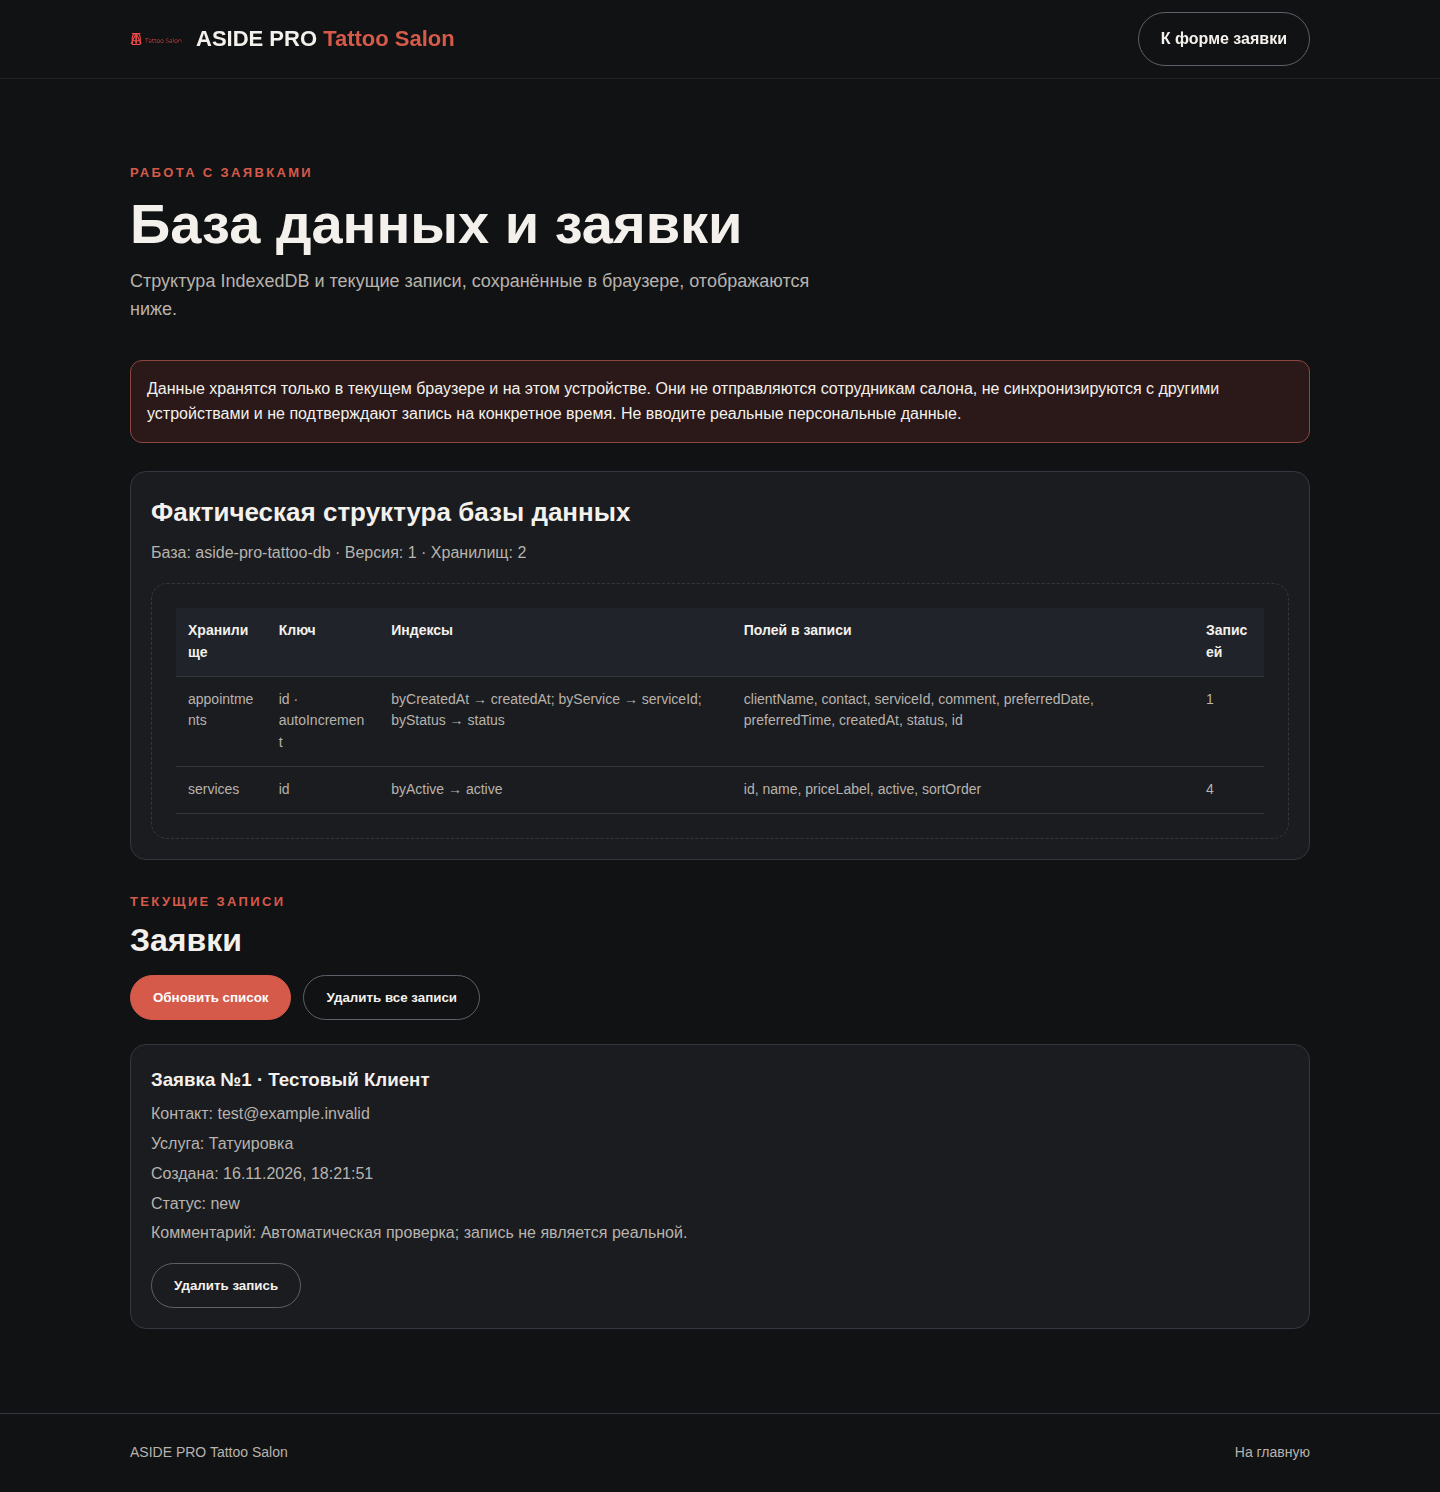 Tattoo Salon
ASIDE PRO Tattoo Salon
К форме заявки
РАБОТА С ЗАЯВКАМИ
База данных и заявки
Структура IndexedDB и текущие записи, сохранённые в браузере, отображаются
ниже.
Данные хранятся только в текущем браузере и на этом устройстве. Они не отправляются сотрудникам салона, не синхронизируются с другими
устройствами и не подтверждают запись на конкретное время. Не вводите реальные персональные данные.
Фактическая структура базы данных
База: aside-pro-tattoo-db · Версия: 1 · Хранилищ: 2
Хранили
ще
Ключ
Индексы
Полей в записи
Запис
ей
appointme
nts
id ·
autoIncremen
t
byCreatedAt → createdAt; byService → serviceId;
byStatus → status
clientName, contact, serviceId, comment, preferredDate,
preferredTime, createdAt, status, id
1
services
id
byActive → active
id, name, priceLabel, active, sortOrder
4
ТЕКУЩИЕ ЗАПИСИ
Заявки
Обновить список
Удалить все записи
Заявка №1 · Тестовый Клиент
Контакт: test@example.invalid
Услуга: Татуировка
Создана: 16.11.2026, 18:21:51
Статус: new
Комментарий: Автоматическая проверка; запись не является реальной.
Удалить запись
ASIDE PRO Tattoo Salon
На главную